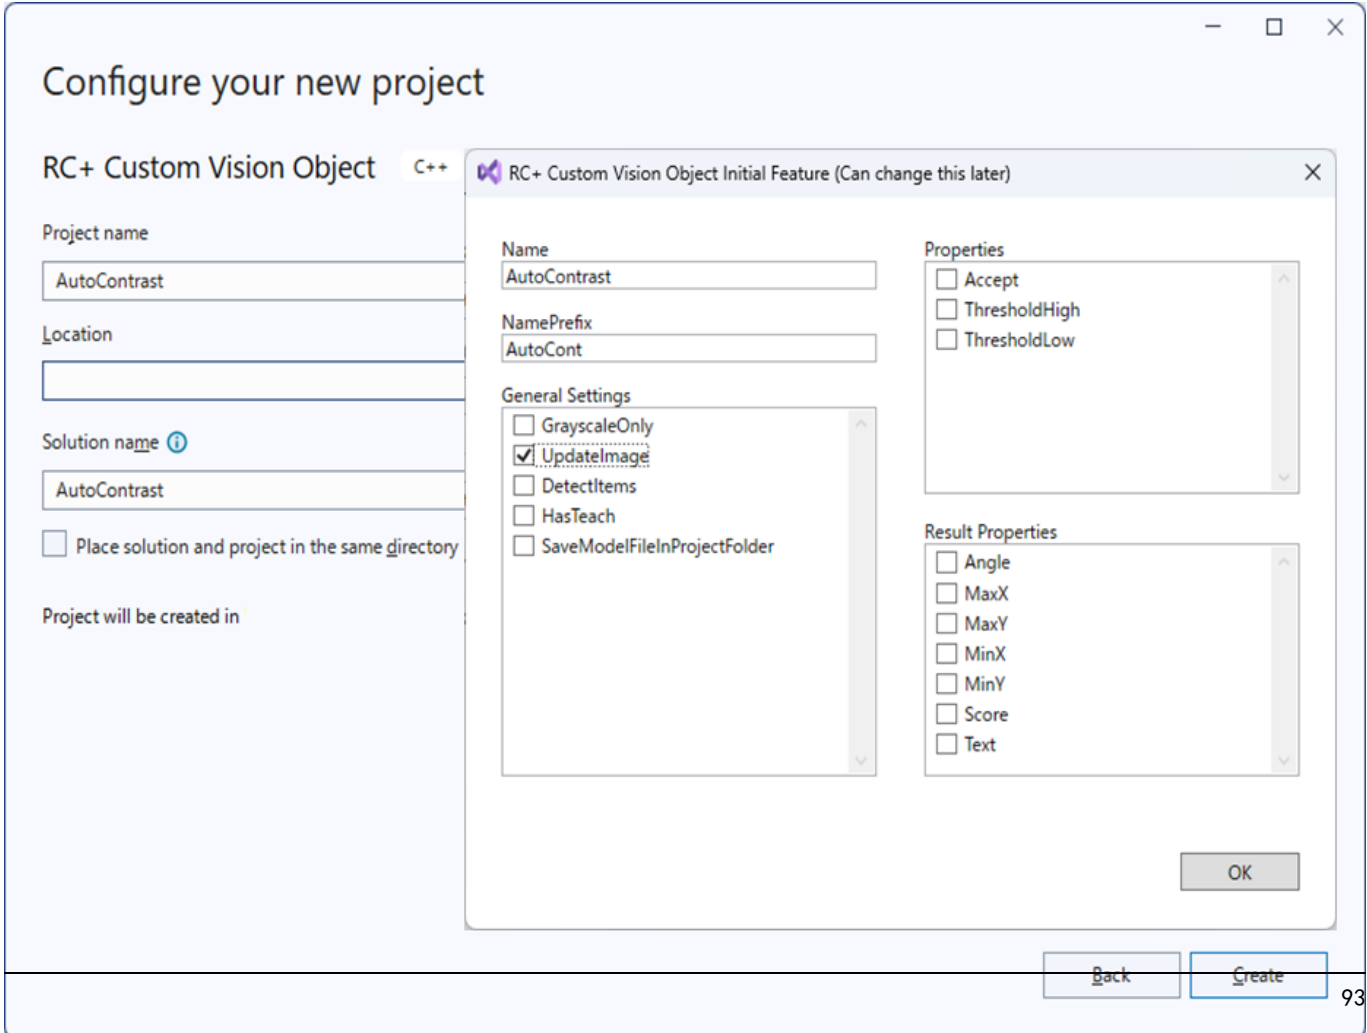 Configure your new project
RC+ Custom Vision Object
C++
Project name
AutoContrast
Location
Solution name
AutoContrast
Place solution and project in the same directory
Project will be created in
RC+ Custom Vision Object Initial Feature (Can change this later)
Name
AutoContrast
NamePrefix
AutoCont
General Settings
GrayscaleOnly
UpdateImage
DetectItems
HasTeach
SaveModelFileInProjectFolder
Properties
Accept
ThresholdHigh
ThresholdLow
Result Properties
Angle
MaxX
MaxY
MinX
MinY
Score
Text
OK
Back
Create
93